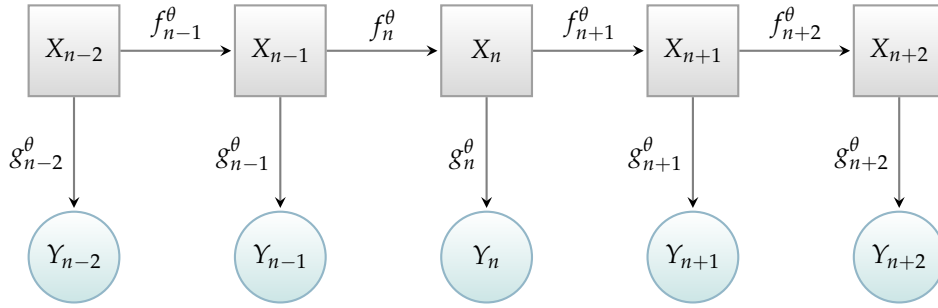 f^θ_{n−1} f^θ_n f^θ_{n+1} f^θ_{n+2}
X_{n−2} X_{n−1} X_n X_{n+1} X_{n+2}
g^θ_{n−2} g^θ_{n−1} g^θ_n g^θ_{n+1} g^θ_{n+2}
Y_{n−2} Y_{n−1} Y_n Y_{n+1} Y_{n+2}